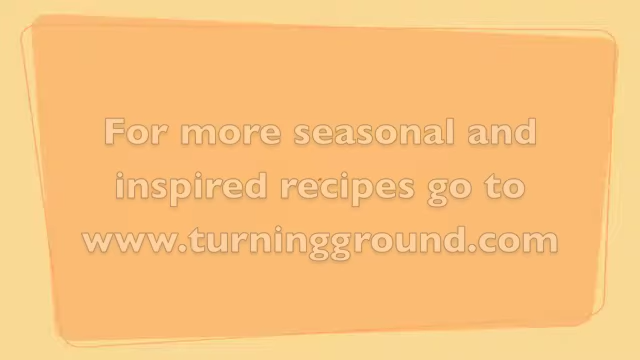 For more seasonal and
inspired recipes go to
www.turningground.com